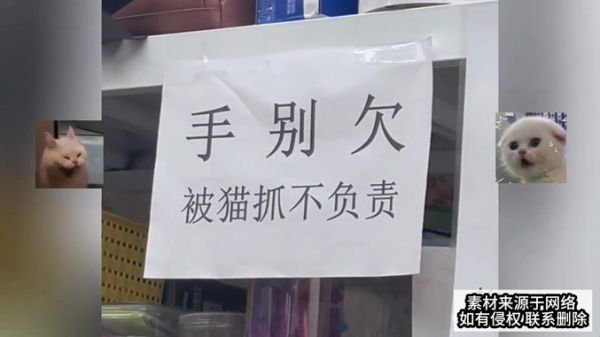 手别欠
被猫抓不负责
素材来源于网络
如有侵权 联系删除